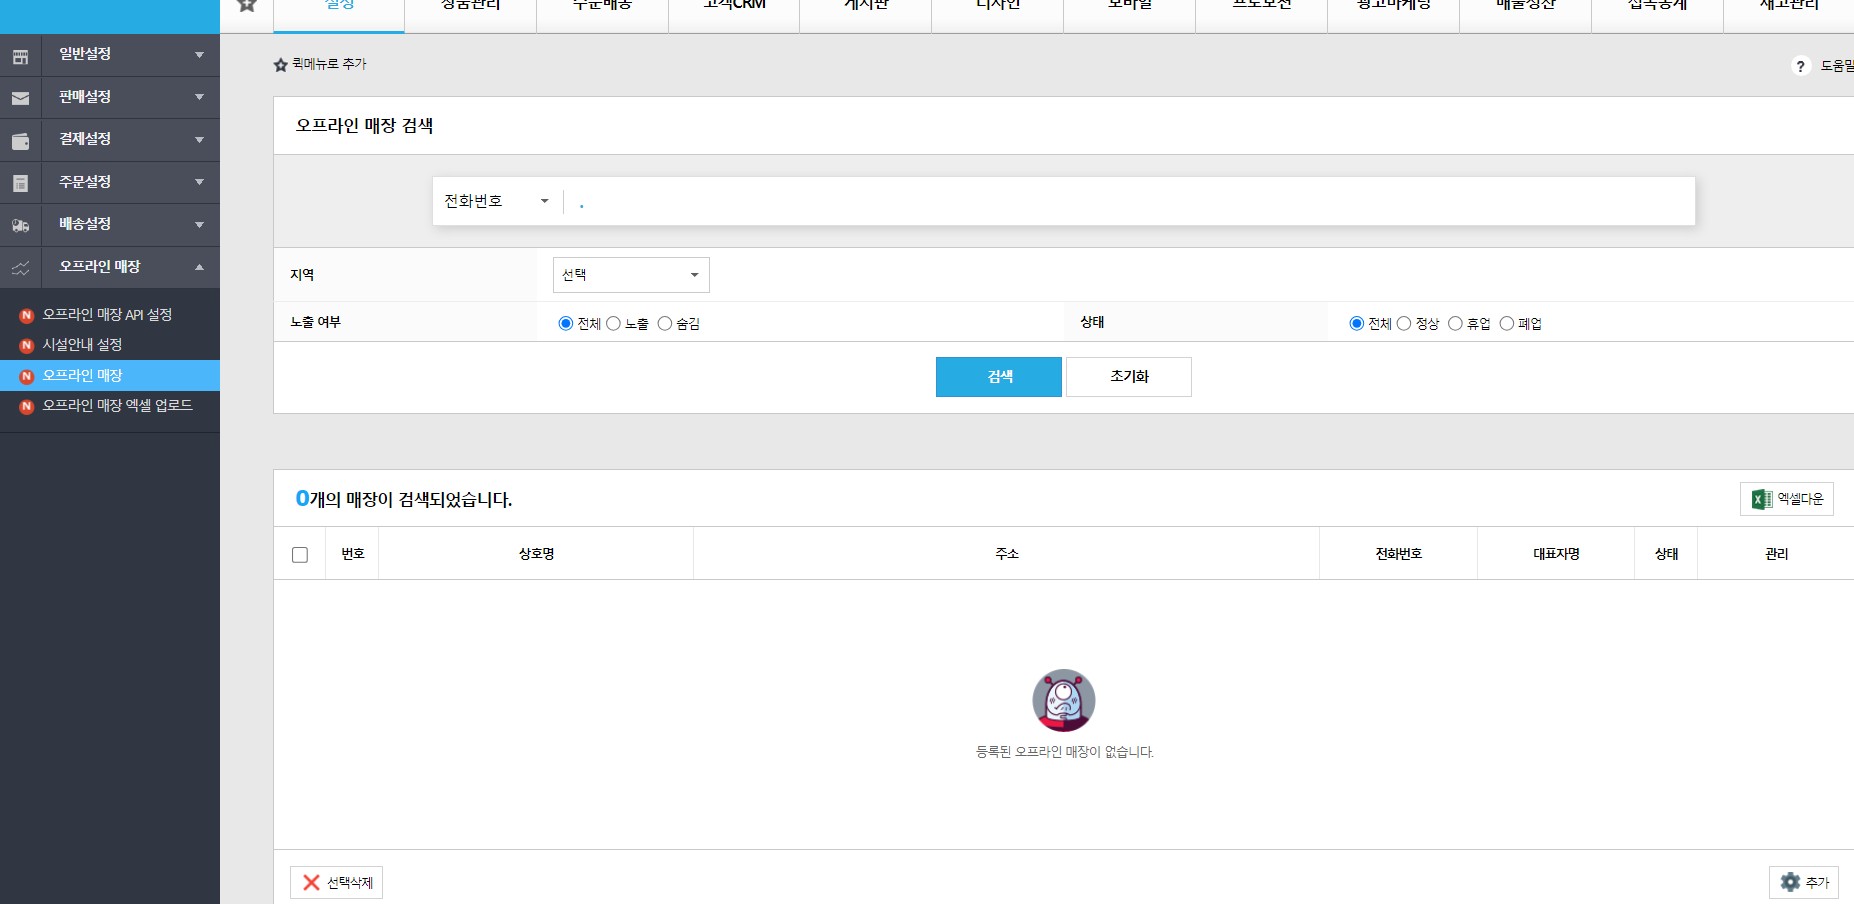 설정 상품관리 주문배송 고객CRM 게시판 디자인 모바일 프로모션 광고마케팅 매출정산 접속통계 재고관리
일반설정
판매설정
결제설정
주문설정
배송설정
오프라인 매장
N 오프라인 매장 API 설정
N 시설안내 설정
N 오프라인 매장
N 오프라인 매장 엑셀 업로드
퀵메뉴로 추가
? 도움말
오프라인 매장 검색
전화번호 .
지역 선택
노출 여부 전체 노출 숨김 상태 전체 정상 휴업 폐업
검색 초기화
0개의 매장이 검색되었습니다. 엑셀다운
번호 상호명 주소 전화번호 대표자명 상태 관리
등록된 오프라인 매장이 없습니다.
선택삭제 추가